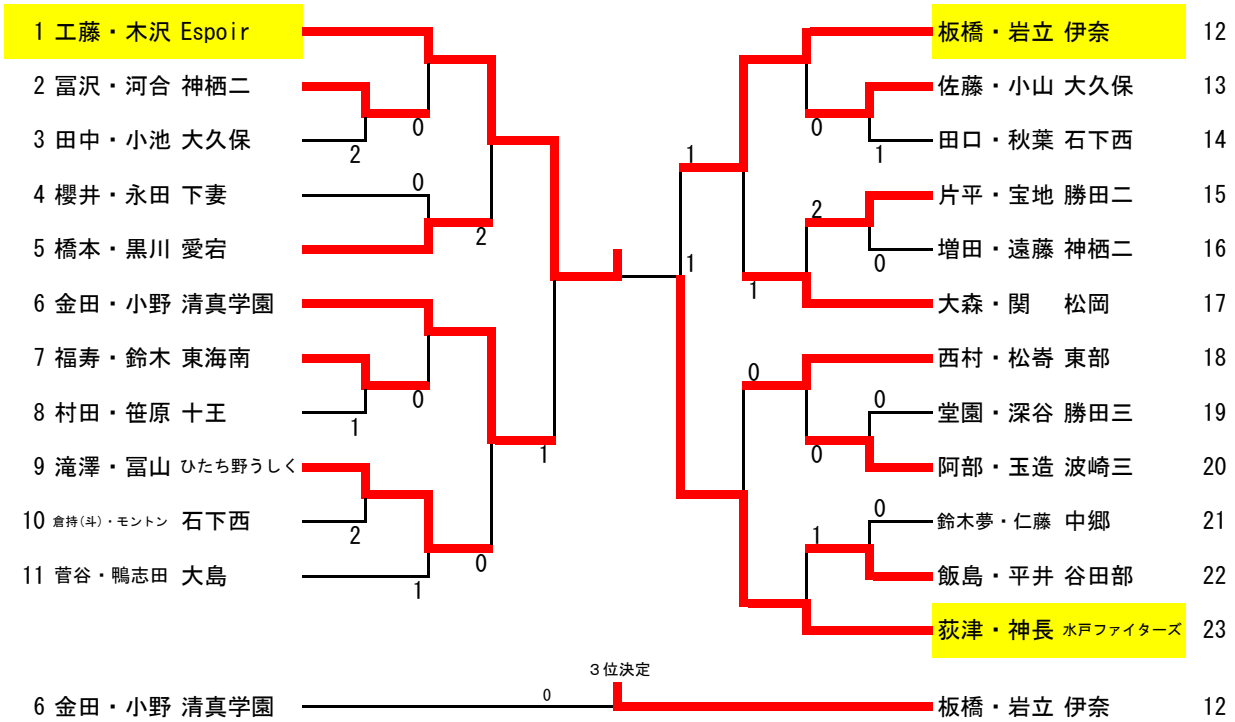 1 工藤・木沢 Espoir
2 冨沢・河合 神栖二
0
3 田中・小池 大久保
2
4 櫻井・永田 下妻
0
5 橋本・黒川 愛宕
2
6 金田・小野 清真学園
7 福寿・鈴木 東海南
0
8 村田・笹原 十王
1
1
9 滝澤・冨山 ひたち野うしく
10 倉持(斗)・モントン 石下西
2
0
11 菅谷・鴨志田 大島
1
板橋・岩立 伊奈 12
佐藤・小山 大久保 13
0
田口・秋葉 石下西 14
1
1
片平・宝地 勝田二 15
2
増田・遠藤 神栖二 16
0
1
1
大森・関 松岡 17
西村・松嵜 東部 18
0
堂園・深谷 勝田三 19
0
0
阿部・玉造 波崎三 20
鈴木夢・仁藤 中郷 21
0
1
飯島・平井 谷田部 22
荻津・神長 水戸ファイターズ 23
3位決定
6 金田・小野 清真学園
0
板橋・岩立 伊奈 12